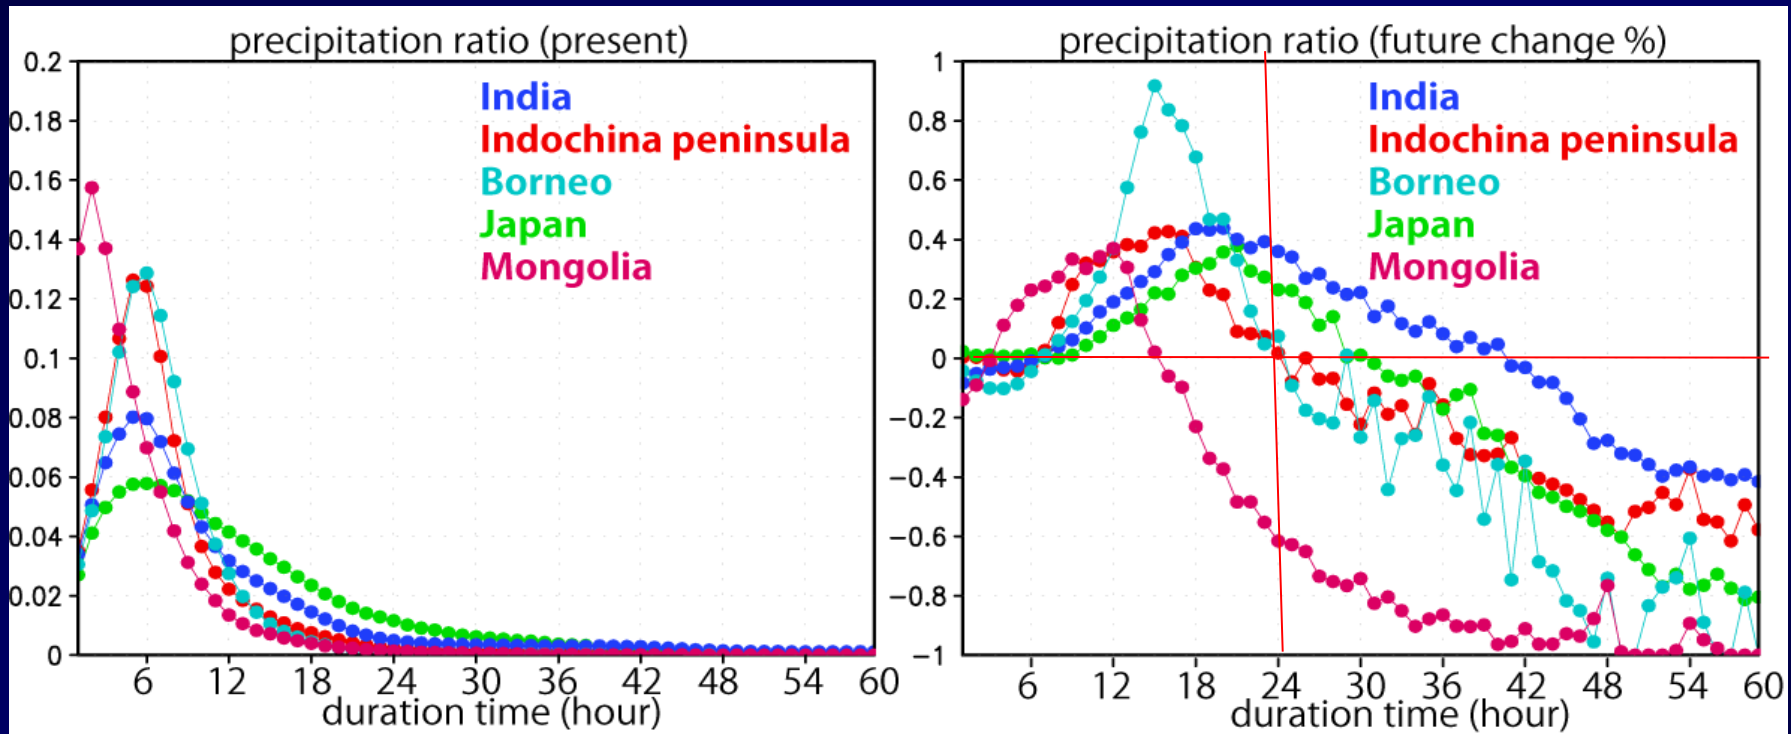 precipitation ratio (present)
0.2
0.18
0.16
0.14
0.12
0.1
0.08
0.06
0.04
0.02
0
India
Indochina peninsula
Borneo
Japan
Mongolia
6 12 18 24 30 36 42 48 54 60
duration time (hour)
precipitation ratio (future change %)
1
0.8
0.6
0.4
0.2
0
−0.2
−0.4
−0.6
−0.8
−1
India
Indochina peninsula
Borneo
Japan
Mongolia
6 12 18 24 30 36 42 48 54 60
duration time (hour)